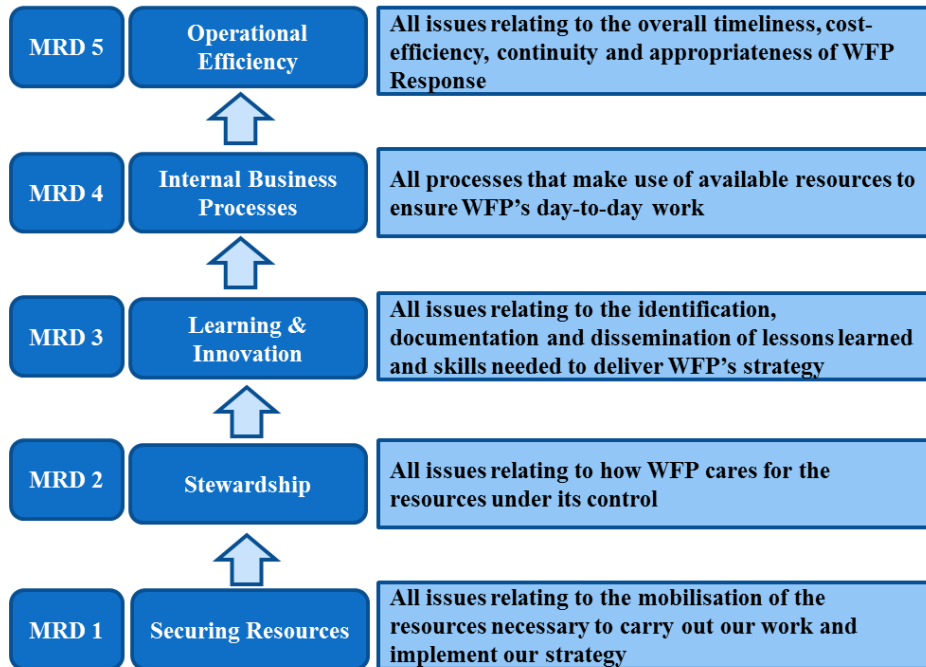 MRD 5
Operational
Efficiency
All issues relating to the overall timeliness, cost-
efficiency, continuity and appropriateness of WFP
Response
MRD 4
Internal Business
Processes
All processes that make use of available resources to
ensure WFP's day-to-day work
MRD 3
Learning &
Innovation
All issues relating to the identification,
documentation and dissemination of lessons learned
and skills needed to deliver WFP's strategy
MRD 2
Stewardship
All issues relating to how WFP cares for the
resources under its control
MRD 1
Securing Resources
All issues relating to the mobilisation of the
resources necessary to carry out our work and
implement our strategy